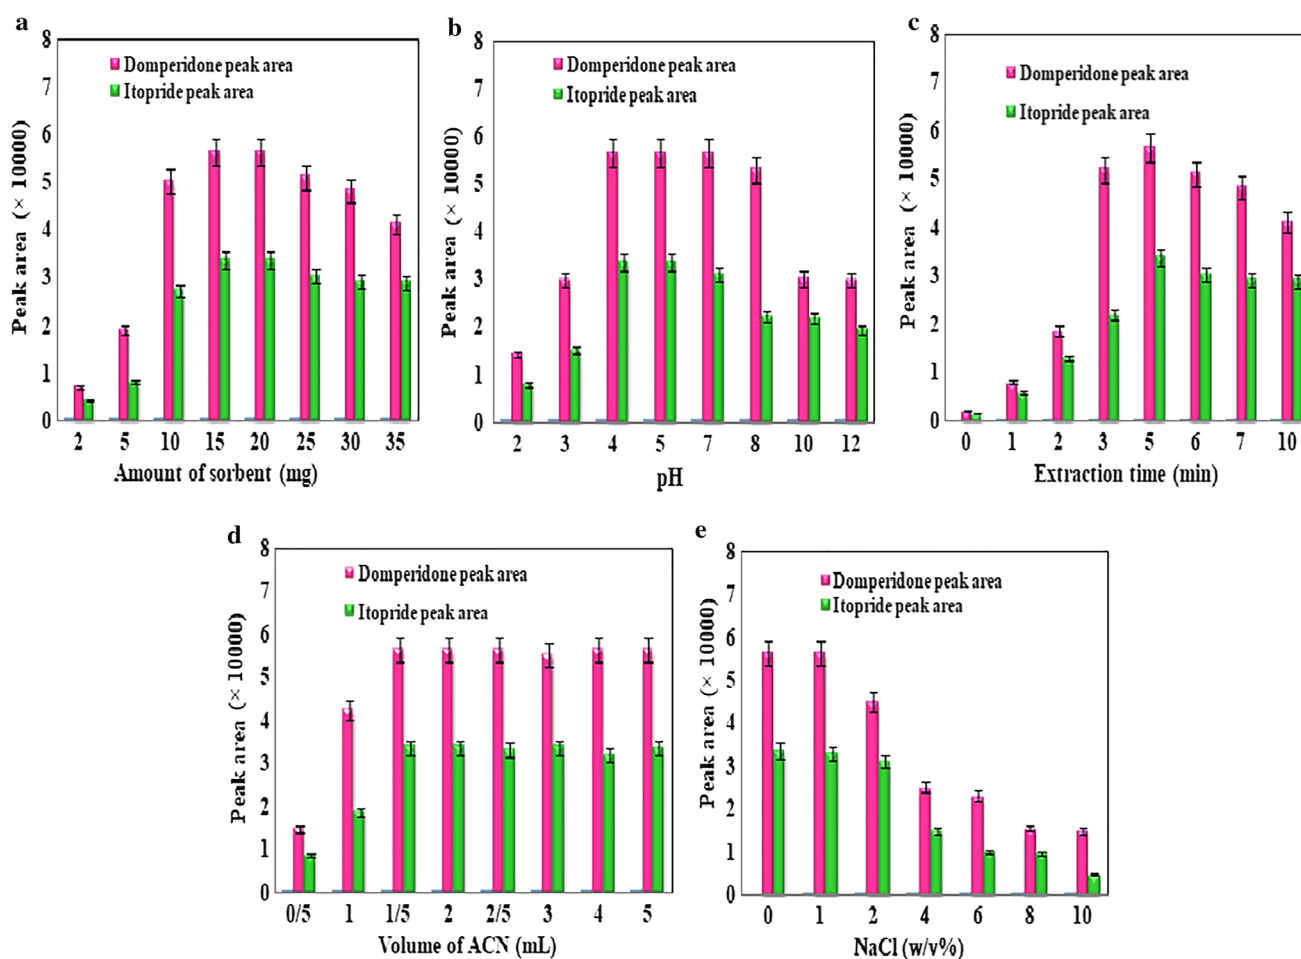 a
8
7
6
5
4
3
2
1
0
Peak area (× 10000)
Domperidone peak area
Itopride peak area
2 5 10 15 20 25 30 35
Amount of sorbent (mg)
b
8
7
6
5
4
3
2
1
0
Peak area (× 10000)
Domperidone peak area
Itopride peak area
2 3 4 5 7 8 10 12
pH
c
8
7
6
5
4
3
2
1
0
Peak area (× 10000)
Domperidone peak area
Itopride peak area
0 1 2 3 5 6 7 10
Extraction time (min)
d
8
7
6
5
4
3
2
1
0
Peak area (× 10000)
Domperidone peak area
Itopride peak area
0/5 1 1/5 2 2/5 3 4 5
Volume of ACN (mL)
e
8
7
6
5
4
3
2
1
0
Peak area (× 10000)
Domperidone peak area
Itopride peak area
0 1 2 4 6 8 10
NaCl (w/v%)